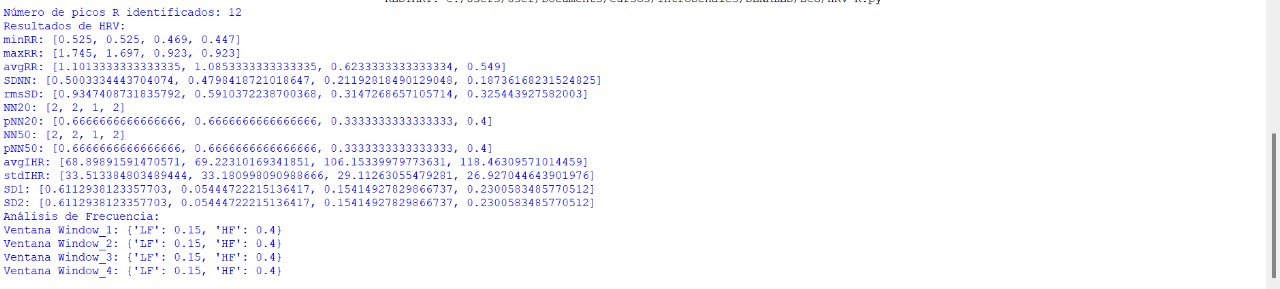 Número de picos R identificados: 12
Resultados de HRV:
minRR: [0.525, 0.525, 0.469, 0.447]
maxRR: [1.745, 1.697, 0.923, 0.923]
avgRR: [1.1013333333333335, 1.0853333333333335, 0.6233333333333334, 0.549]
SDNN: [0.5003334443704074, 0.4798418721018647, 0.21192818490129048, 0.18736168231524825]
rmsSD: [0.9347408731835792, 0.5910372238700368, 0.3147268657105714, 0.325443927582003]
NN20: [2, 2, 1, 2]
pNN20: [0.6666666666666666, 0.6666666666666666, 0.3333333333333333, 0.4]
NN50: [2, 2, 1, 2]
pNN50: [0.6666666666666666, 0.6666666666666666, 0.3333333333333333, 0.4]
avgIHR: [68.89891591470571, 69.22310169341851, 106.15339979773631, 118.46309571014459]
stdIHR: [33.513384803489444, 33.180998090988666, 29.11263055479281, 26.927044643901976]
SD1: [0.6112938123357703, 0.05444722215136417, 0.15414927829866737, 0.2300583485770512]
SD2: [0.6112938123357703, 0.05444722215136417, 0.15414927829866737, 0.2300583485770512]
Análisis de Frecuencia:
Ventana Window_1: {'LF': 0.15, 'HF': 0.4}
Ventana Window_2: {'LF': 0.15, 'HF': 0.4}
Ventana Window_3: {'LF': 0.15, 'HF': 0.4}
Ventana Window_4: {'LF': 0.15, 'HF': 0.4}